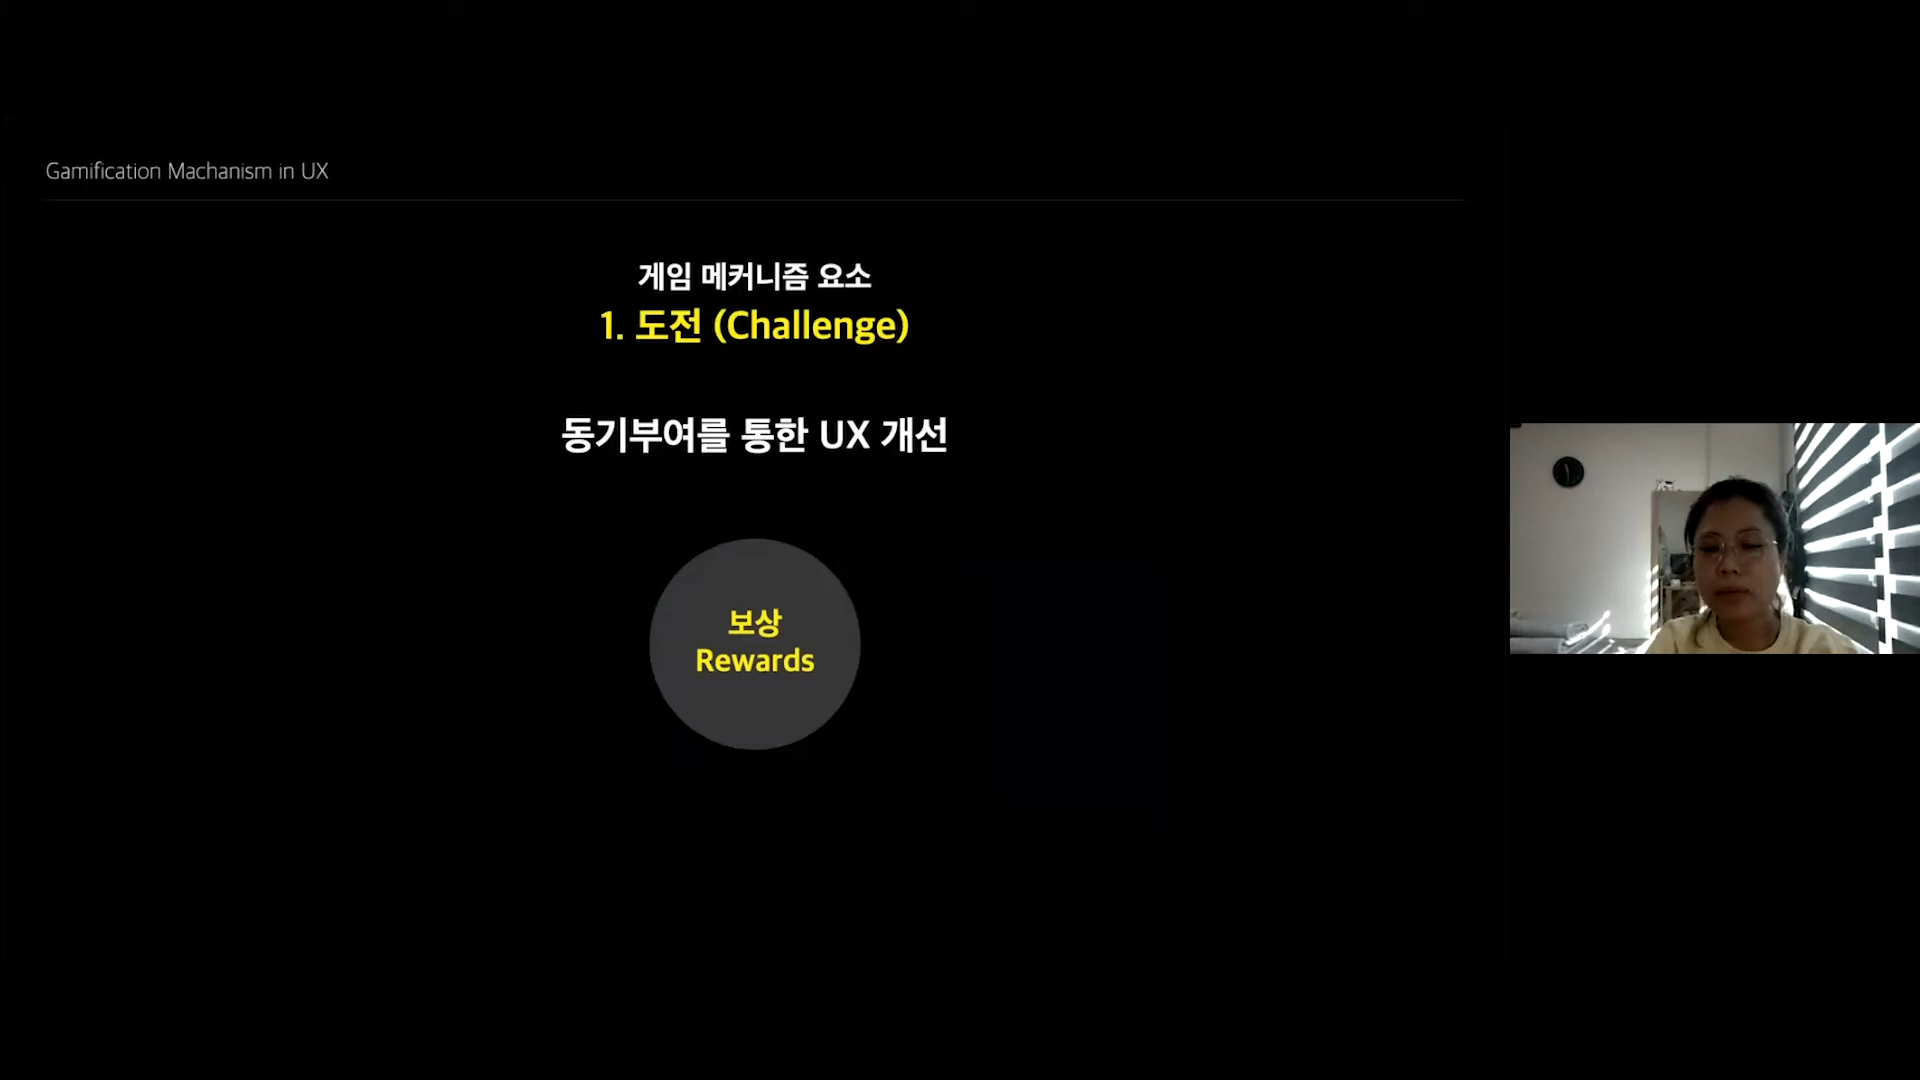 Gamification Machanism in UX
게임 메커니즘 요소
1. 도전 (Challenge)
동기부여를 통한 UX 개선
보상
Rewards